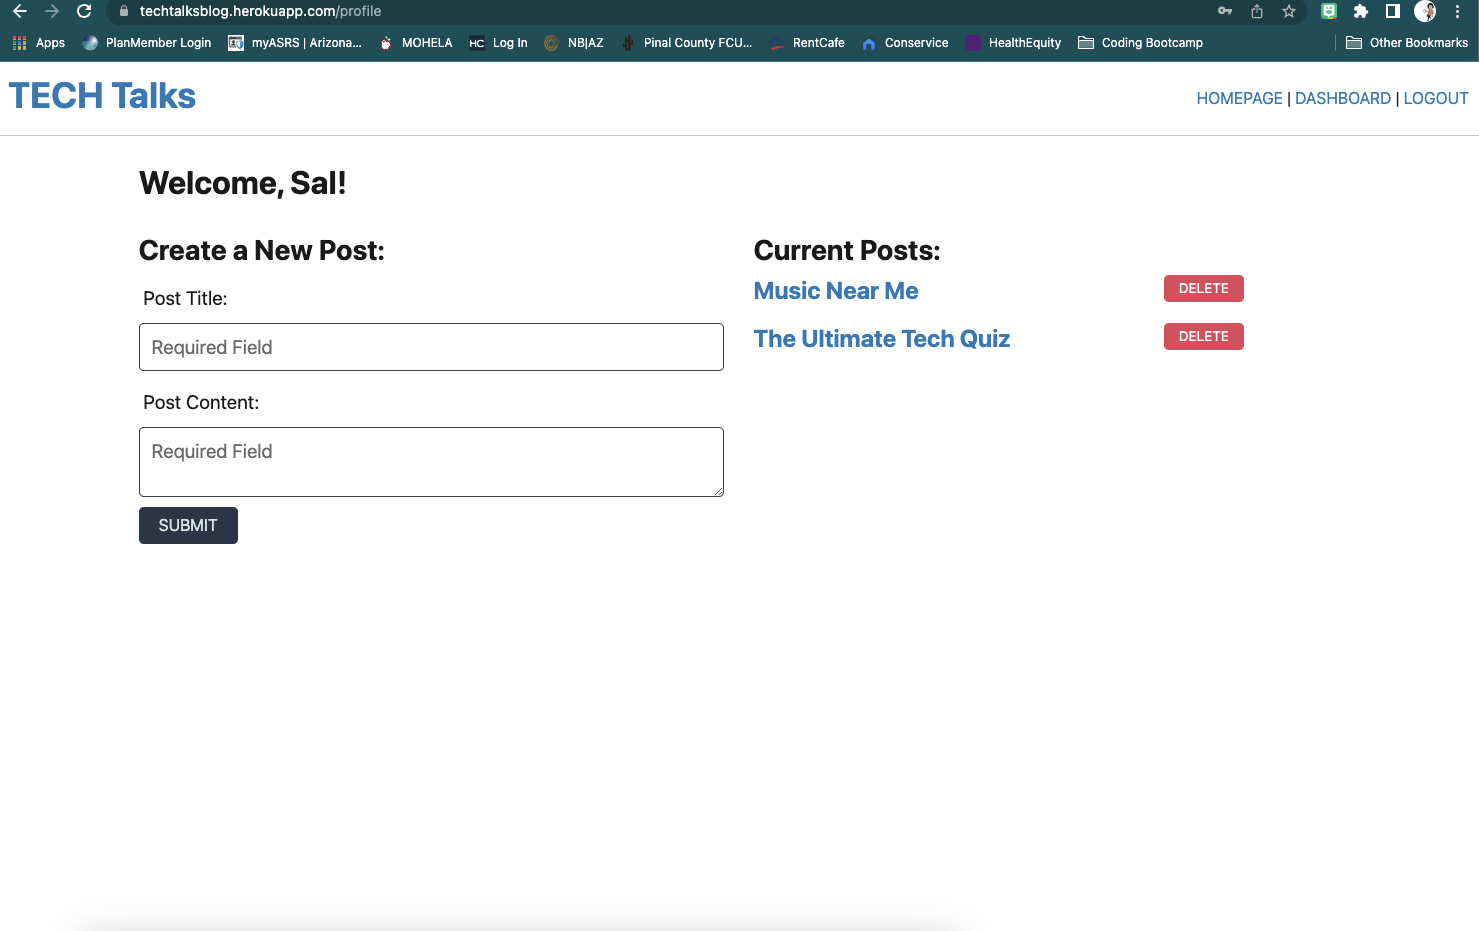 techtalksblog.herokuapp.com/profile
Apps PlanMember Login myASRS | Arizona... MOHELA HC Log In NB|AZ Pinal County FCU... RentCafe Conservice HealthEquity Coding Bootcamp Other Bookmarks
TECH Talks
HOMEPAGE | DASHBOARD | LOGOUT
Welcome, Sal!
Create a New Post:
Post Title:
Required Field
Post Content:
Required Field
SUBMIT
Current Posts:
Music Near Me DELETE
The Ultimate Tech Quiz DELETE